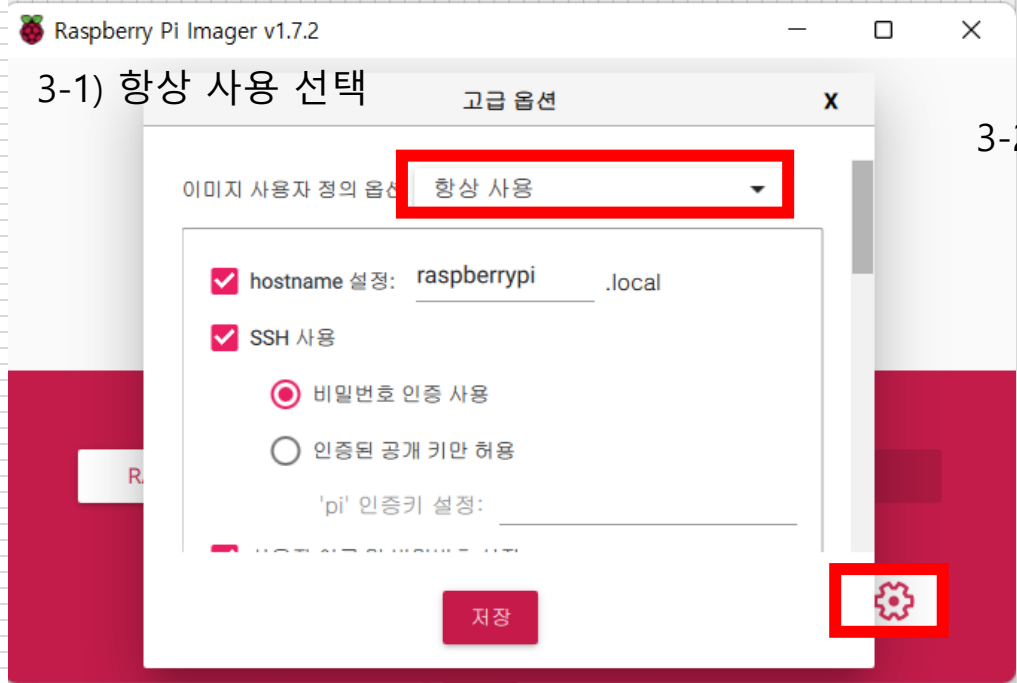 Raspberry Pi Imager v1.7.2
3-1) 항상 사용 선택
고급 옵션
X
이미지 사용자 정의 옵션
항상 사용
hostname 설정:
raspberrypi
.local
SSH 사용
비밀번호 인증 사용
인증된 공개 키만 허용
'pi' 인증키 설정:
저장